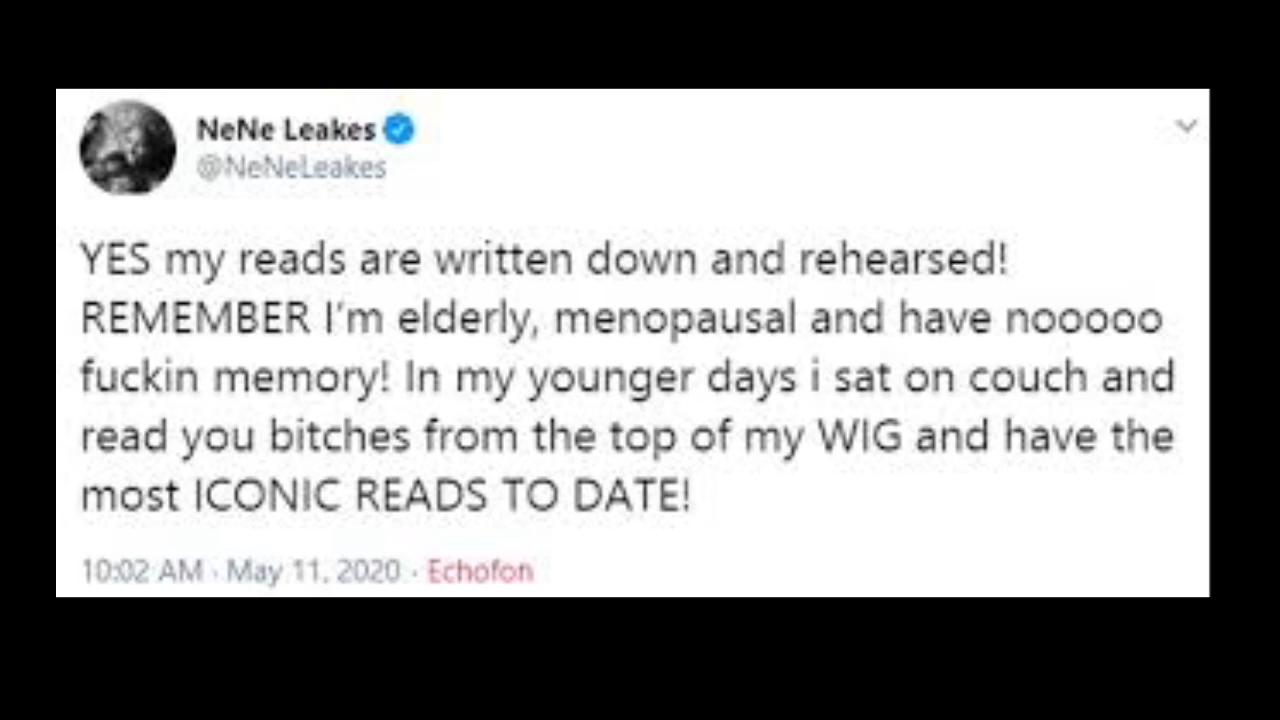 NeNe Leakes
@NeNeLeakes
YES my reads are written down and rehearsed!
REMEMBER I'm elderly, menopausal and have nooooo
fuckin memory! In my younger days i sat on couch and
read you bitches from the top of my WIG and have the
most ICONIC READS TO DATE!
10:02 AM · May 11, 2020 · Echofon